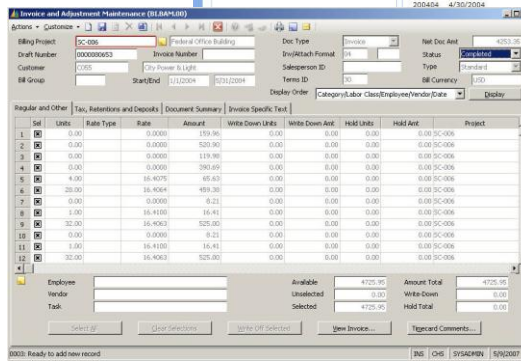 200404 4/30/2004
Invoice and Adjustment Maintenance (BI.BAM.00)
Actions Customize
Billing Project SC-006 Federal Office Building Doc Type Invoice Net Doc Amt 4253.35
Draft Number 0000000653 Invoice Number Inv/Attach Format 04 Status Completed
Customer C055 City Power & Light Salesperson ID Type Standard
Bill Group Start/End 1/1/2004 5/31/2004 Terms ID 30 Bill Currency USD
Display Order Category/Labor Class/Employee/Vendor/Date Display
Regular and Other Tax, Retentions and Deposits Document Summary Invoice Specific Text
Sel Units Rate Type Rate Amount Write Down Units Write Down Amt Hold Units Hold Amt Project
1 0.00 0.0000 159.96 0.00 0.00 0.00 0.00 SC-006
2 0.00 0.0000 520.90 0.00 0.00 0.00 0.00 SC-006
3 0.00 0.0000 119.98 0.00 0.00 0.00 0.00 SC-006
4 0.00 0.0000 390.69 0.00 0.00 0.00 0.00 SC-006
5 4.00 16.4075 65.63 0.00 0.00 0.00 0.00 SC-006
6 28.00 16.4064 459.38 0.00 0.00 0.00 0.00 SC-006
7 0.00 0.0000 8.21 0.00 0.00 0.00 0.00 SC-006
8 1.00 16.4100 16.41 0.00 0.00 0.00 0.00 SC-006
9 32.00 16.4063 525.00 0.00 0.00 0.00 0.00 SC-006
10 0.00 0.0000 8.21 0.00 0.00 0.00 0.00 SC-006
11 1.00 16.4100 16.41 0.00 0.00 0.00 0.00 SC-006
12 32.00 16.4063 525.00 0.00 0.00 0.00 0.00 SC-006
Employee Available 4725.95 Amount Total 4725.95
Vendor Unselected 0.00 Write-Down 0.00
Task Selected 4725.95 Hold Total 0.00
Select All Clear Selections Write Off Selected View Invoice... Timecard Comments...
0003: Ready to add new record INS CHS SYSADMIN 5/9/2007